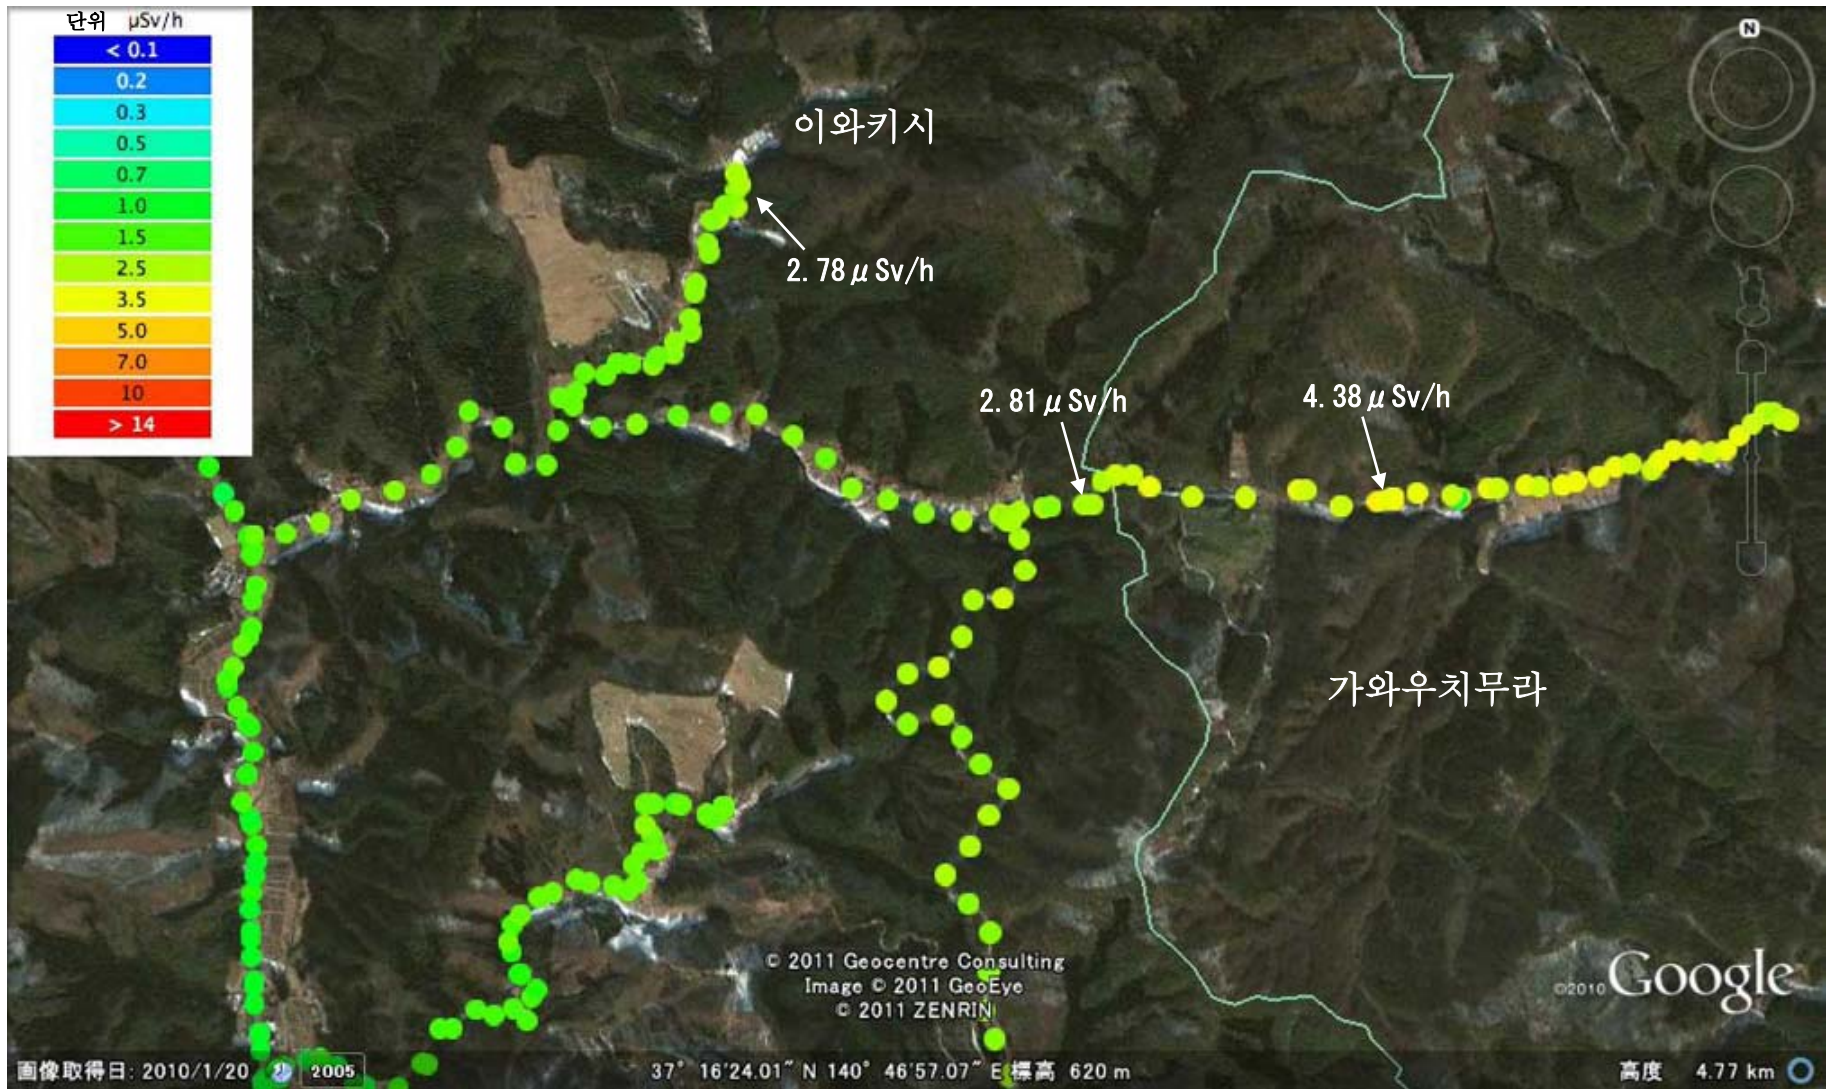 단위 μSv/h
< 0.1
0.2
0.3
0.5
0.7
1.0
1.5
2.5
3.5
5.0
7.0
10
> 14
N
이와키시
2.78μSv/h
2.81μSv/h
4.38μSv/h
가와우치무라
© 2011 Geocentre Consulting
Image © 2011 GeoEye
© 2011 ZENRIN
©2010 Google
画像取得日: 2010/1/20
2005
37° 16'24.01" N 140° 46'57.07" E 標高 620 m
高度 4.77 km